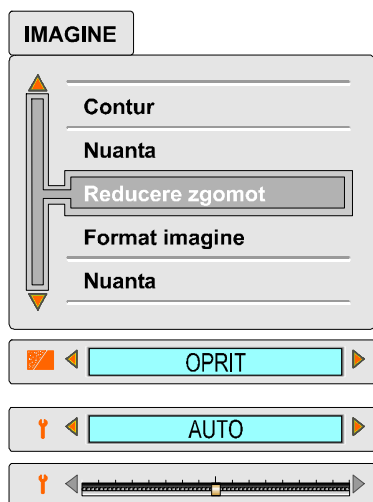 IMAGINE
Contur
Nuanta
Reducere zgomot
Format imagine
Nuanta
OPRIT
AUTO